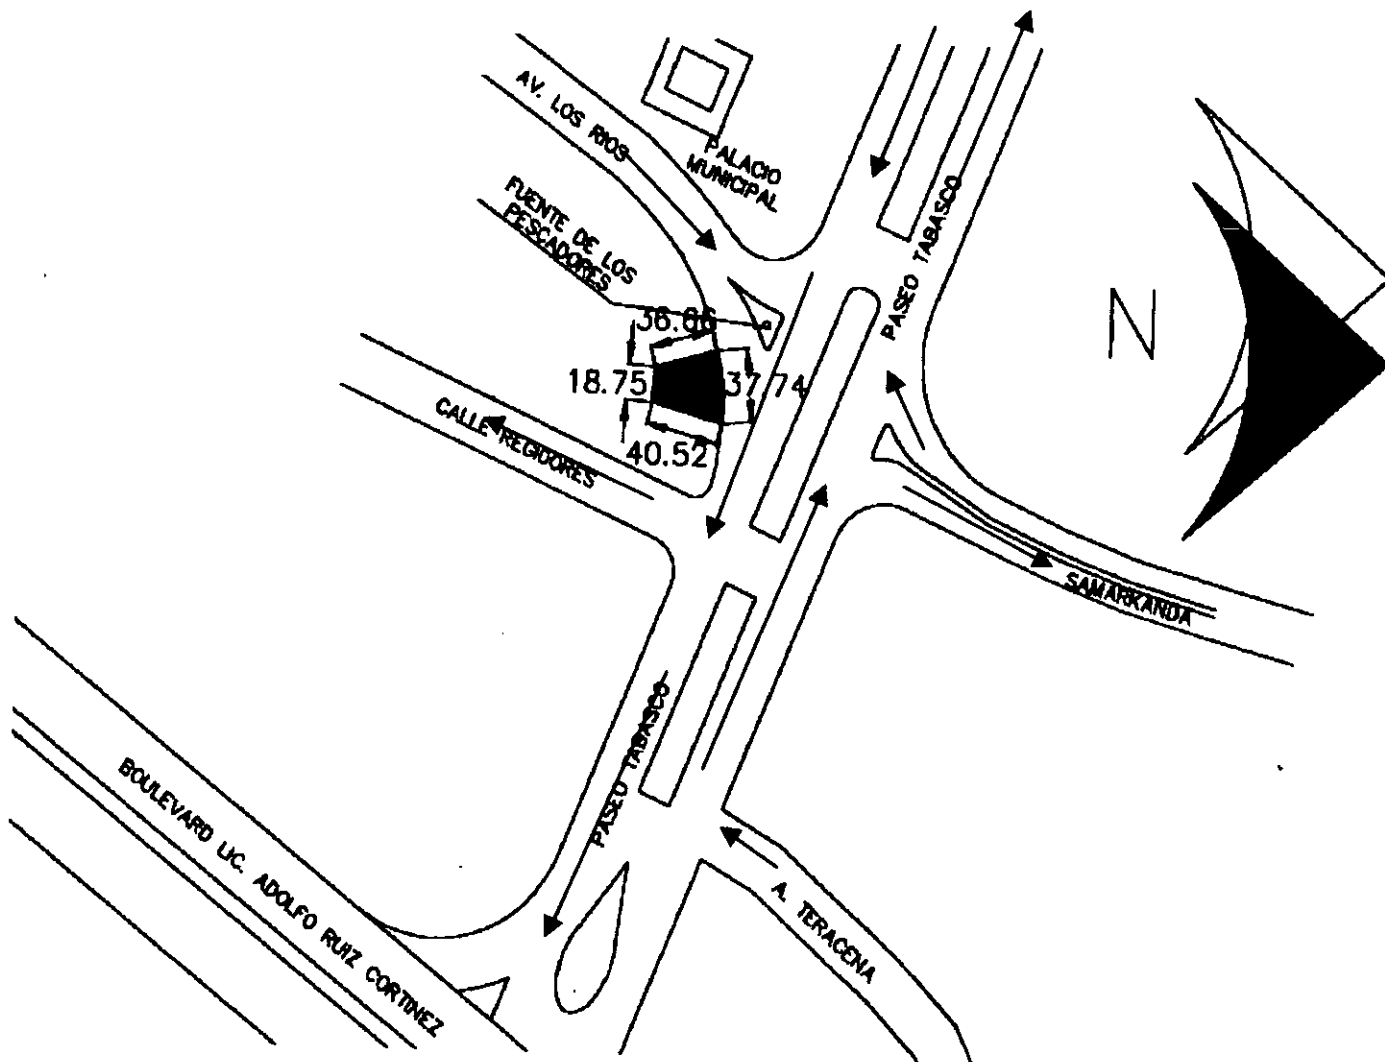 AV. LOS RIOS
PALACIO
MUNICIPAL
FUENTE DE LOS
PESCADORES
PASEO TABASCO
N
36.66
18.75
37.74
40.52
CALLE REGIDORES
SAMARKANDA
PASEO TABASCO
BOULEVARD LIC. ADOLFO RUIZ CORTINEZ
A. TERACENA